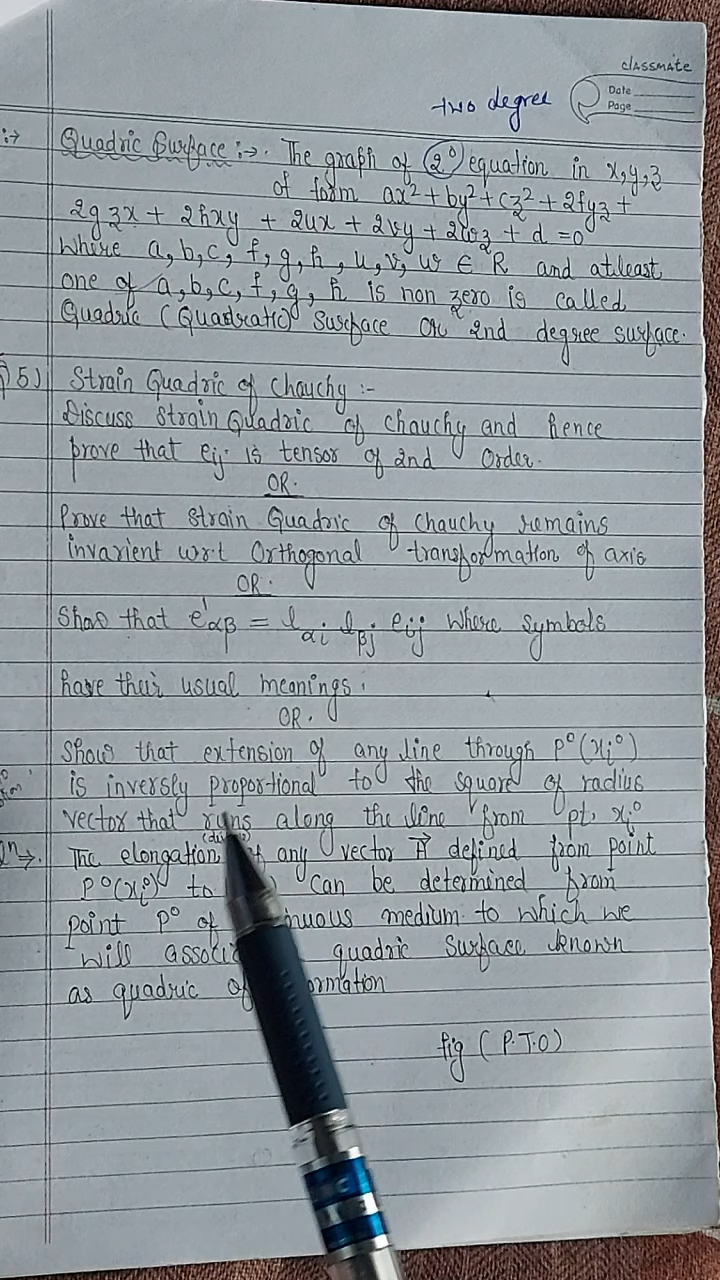 classmate
Date
Page
two degree
:→ Quadric Surface :→. The graph of (2°) equation in x,y,z
of form ax² + by² + cz² + 2fyz +
2gzx + 2hxy + 2ux + 2vy + 2wz + d = 0
where a,b,c, f,g,h, u,v,w ∈ R and atleast
one of a,b,c,f,g,h is non zero is called
Quadric (Quadratic) Surface or 2nd degree surface.
5) Strain Quadric of Chauchy :-
Discuss Strain Quadric of Chauchy and hence
prove that eij is tensor of 2nd Order.
OR.
Prove that Strain Quadric of Chauchy remains
invarient wrt Orthogonal transformation of axis
OR.
Show that e'αβ = lαi lβj eij where symbols
have their usual meanings.
OR.
Show that extension of any line through P°(xi°)
is inversly proportional to the square of radius
vector that runs along the line from pt. xi°
The elongation any vector A⃗ defined from point
P°(xi°) to can be determined from
point P° of nuous medium to which we
will quadric surface known
as quadric
fig (P.T.O)